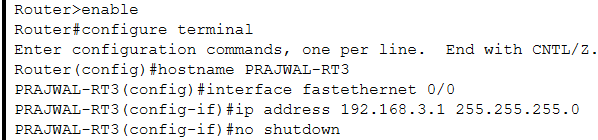 Router>enable
Router#configure terminal
Enter configuration commands, one per line.  End with CNTL/Z.
Router(config)#hostname PRAJWAL-RT3
PRAJWAL-RT3(config)#interface fastethernet 0/0
PRAJWAL-RT3(config-if)#ip address 192.168.3.1 255.255.255.0
PRAJWAL-RT3(config-if)#no shutdown